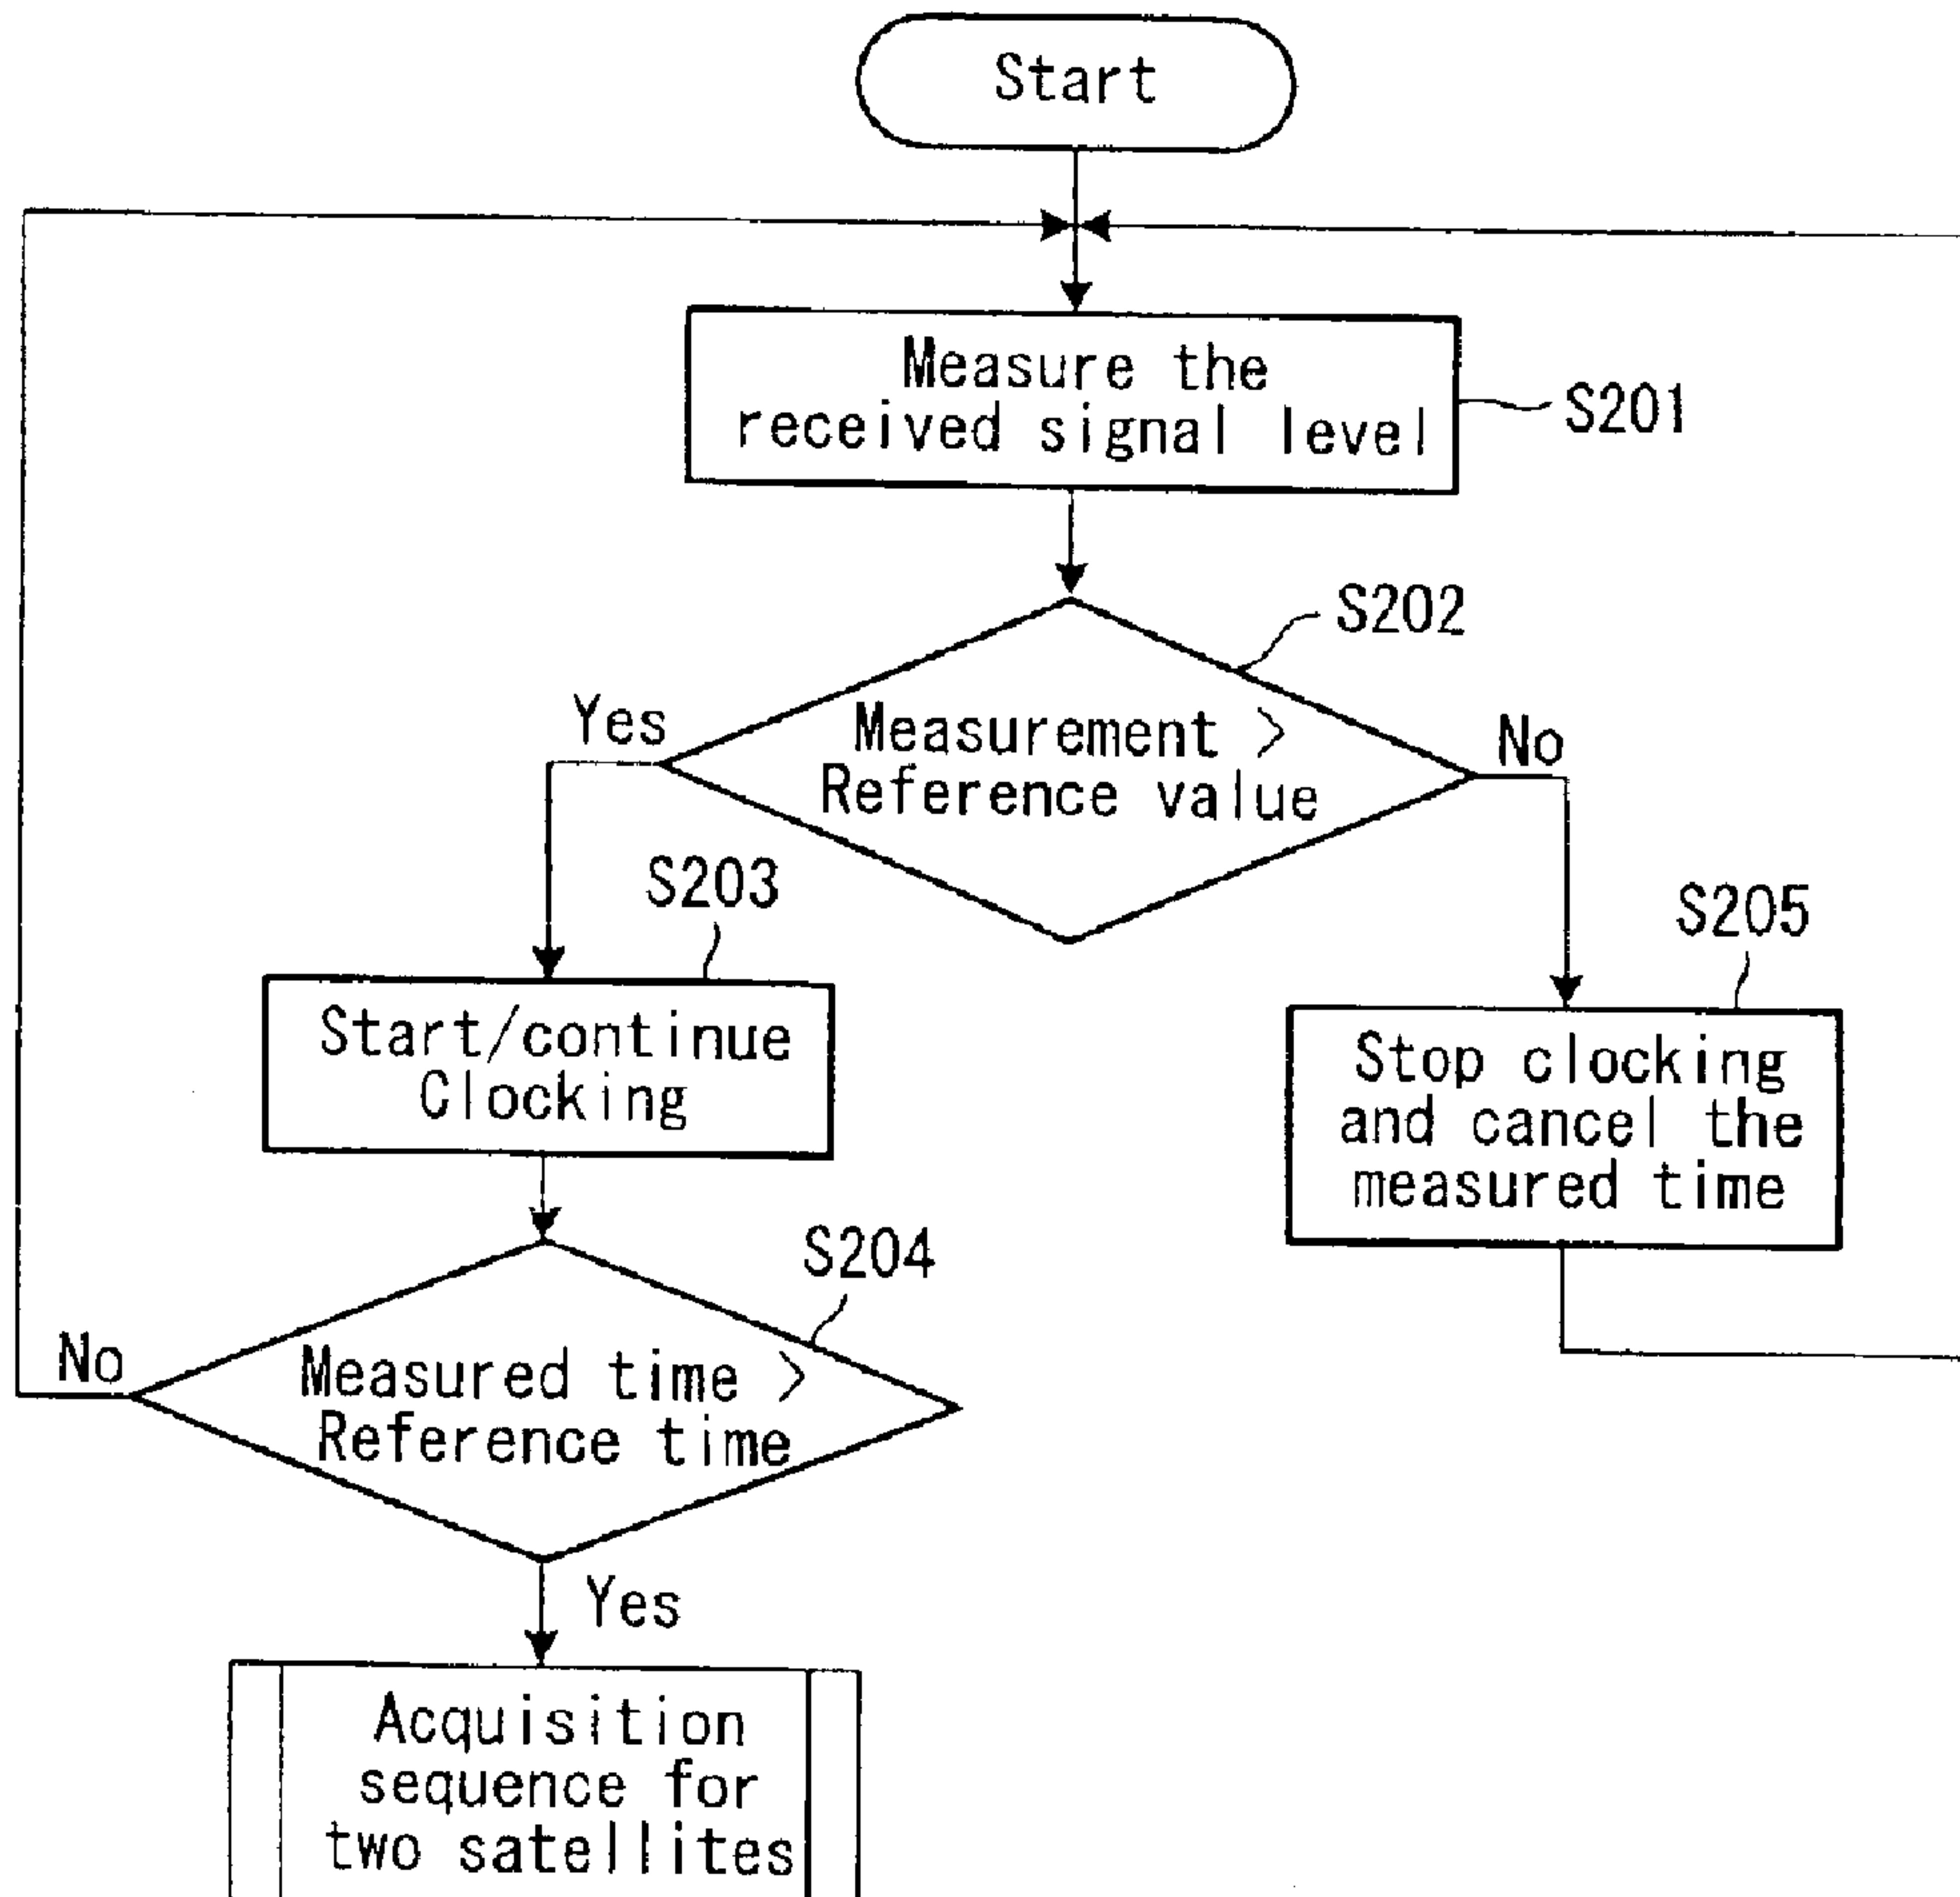 Start
Measure the
received signal level
S201
S202
Yes
Measurement >
Reference value
No
S203
S205
Start/continue
Clocking
Stop clocking
and cancel the
measured time
S204
No
Measured time >
Reference time
Yes
Acquisition
sequence for
two satellites